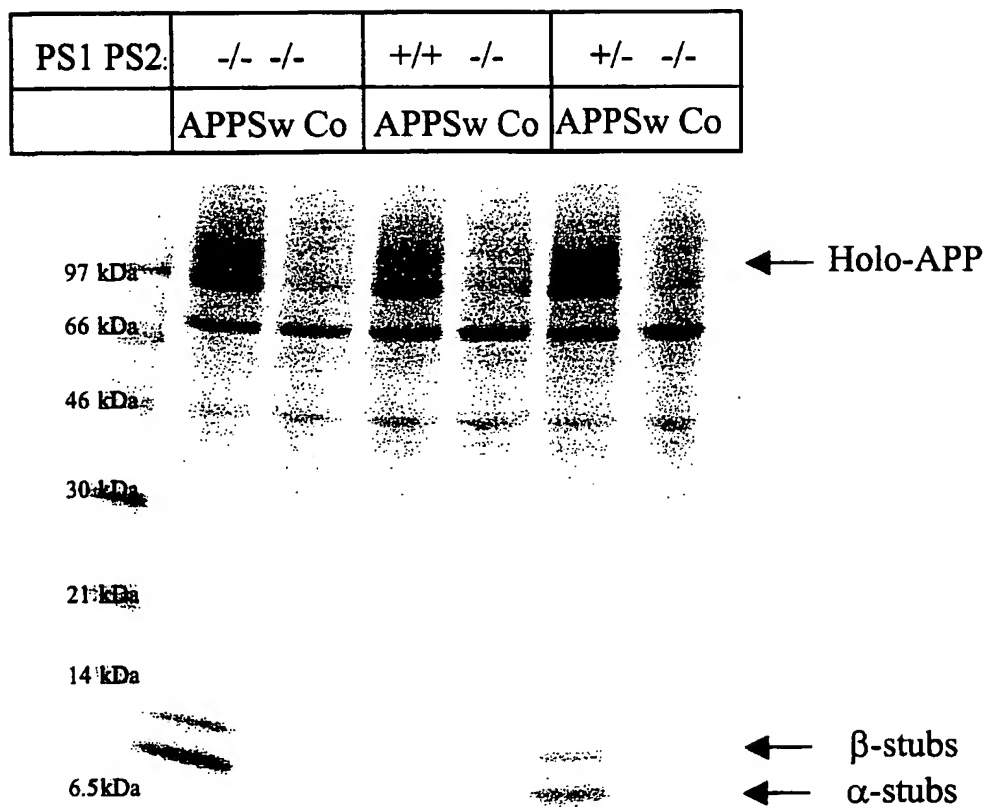 PS1 PS2: -/- -/- +/+ -/- +/- -/-
APPSw Co APPSw Co APPSw Co
Holo-APP
97 kDa
66 kDa
46 kDa
30 kDa
21 kDa
14 kDa
β-stubs
6.5kDa
α-stubs